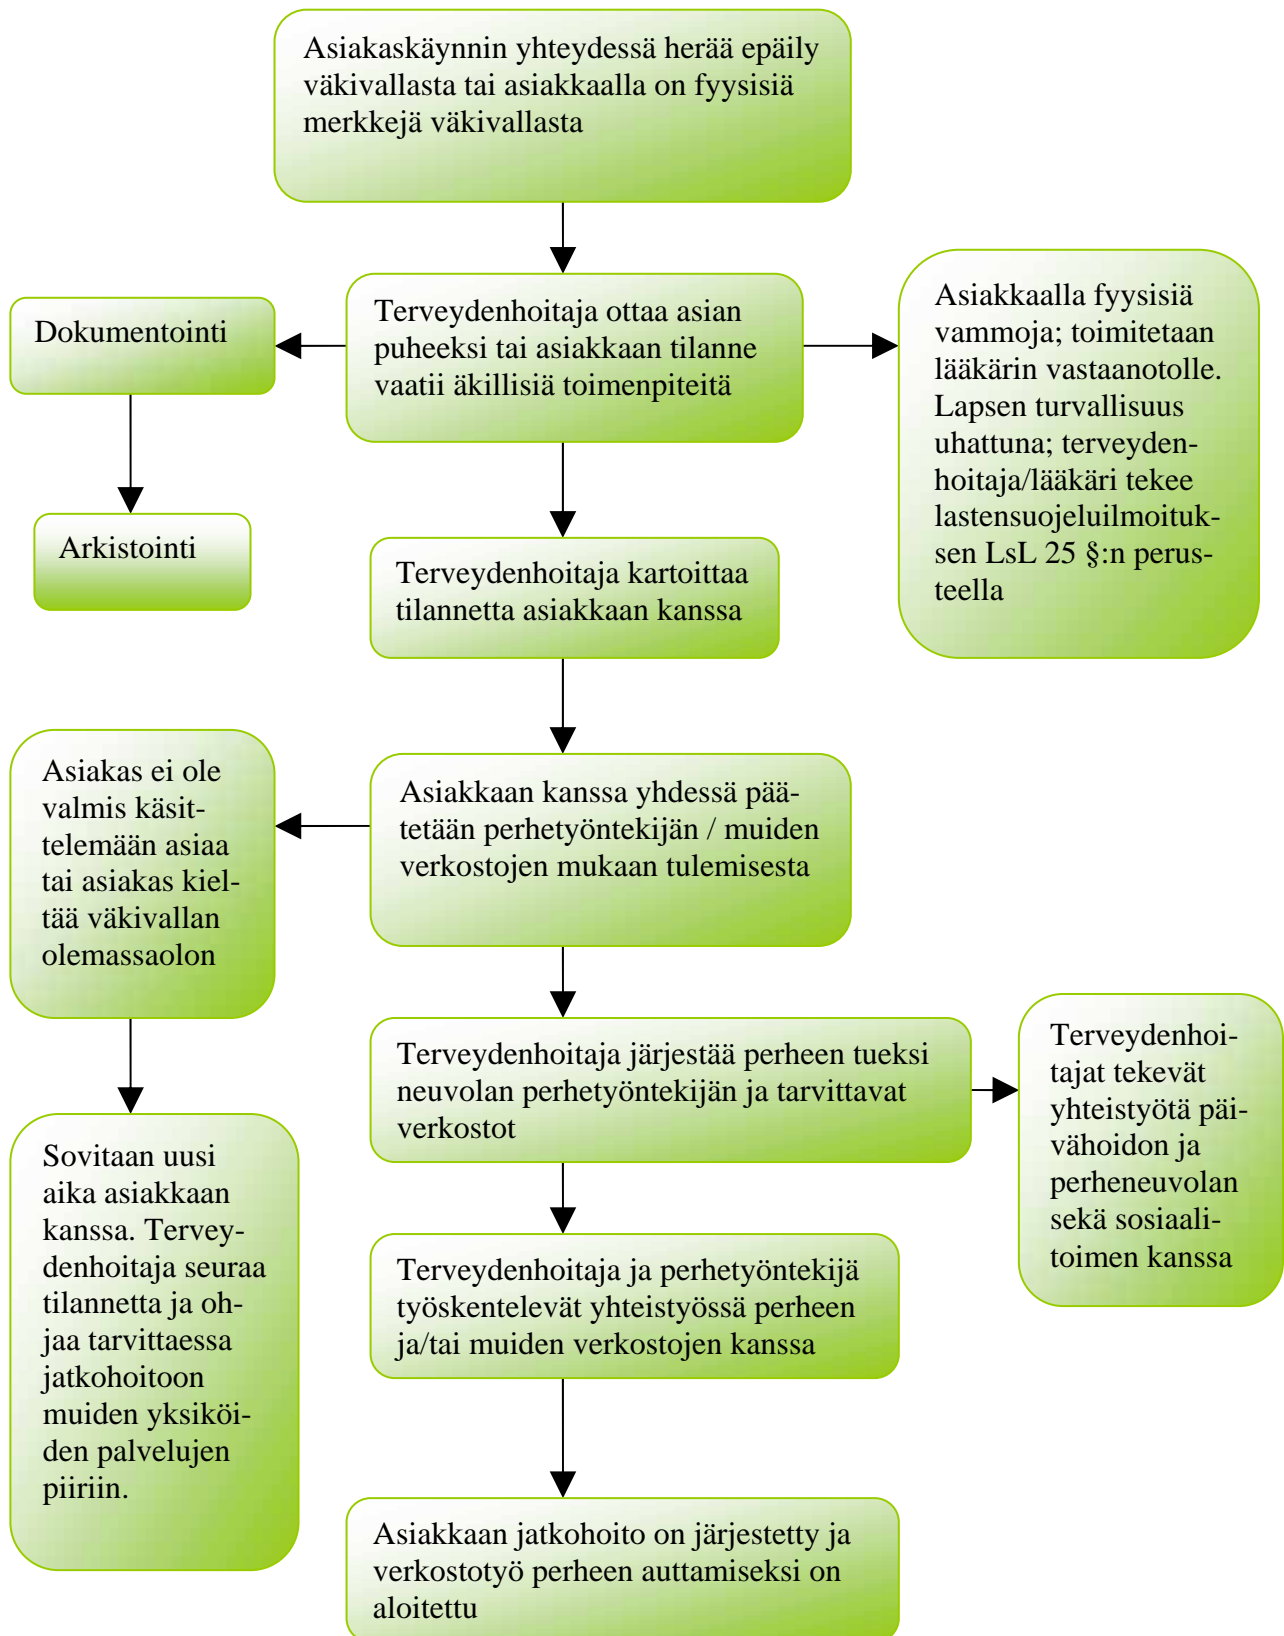 Asiakaskäynnin yhteydessä herää epäily
väkivallasta tai asiakkaalla on fyysisiä
merkkejä väkivallasta
Dokumentointi
Arkistointi
Terveydenhoitaja ottaa asian
puheeksi tai asiakkaan tilanne
vaatii äkillisiä toimenpiteitä
Asiakkaalla fyysisiä
vammoja; toimitetaan
lääkärin vastaanotolle.
Lapsen turvallisuus
uhattuna; terveyden-
hoitaja/lääkäri tekee
lastensuojeluilmoituk-
sen LsL 25 §:n perus-
teella
Terveydenhoitaja kartoittaa
tilannetta asiakkaan kanssa
Asiakas ei ole
valmis käsit-
telemään asiaa
tai asiakas kiel-
tää väkivallan
olemassaolon
Asiakkaan kanssa yhdessä pää-
tetään perhetyöntekijän / muiden
verkostojen mukaan tulemisesta
Sovitaan uusi
aika asiakkaan
kanssa. Tervey-
denhoitaja seuraa
tilannetta ja oh-
jaa tarvittaessa
jatkohoitoon
muiden yksiköi-
den palvelujen
piiriin.
Terveydenhoitaja järjestää perheen tueksi
neuvolan perhetyöntekijän ja tarvittavat
verkostot
Terveydenhoi-
tajat tekevät
yhteistyötä päi-
vähoidon ja
perheneuvolan
sekä sosiaali-
toimen kanssa
Terveydenhoitaja ja perhetyöntekijä
työskentelevät yhteistyössä perheen
ja/tai muiden verkostojen kanssa
Asiakkaan jatkohoito on järjestetty ja
verkostotyö perheen auttamiseksi on
aloitettu